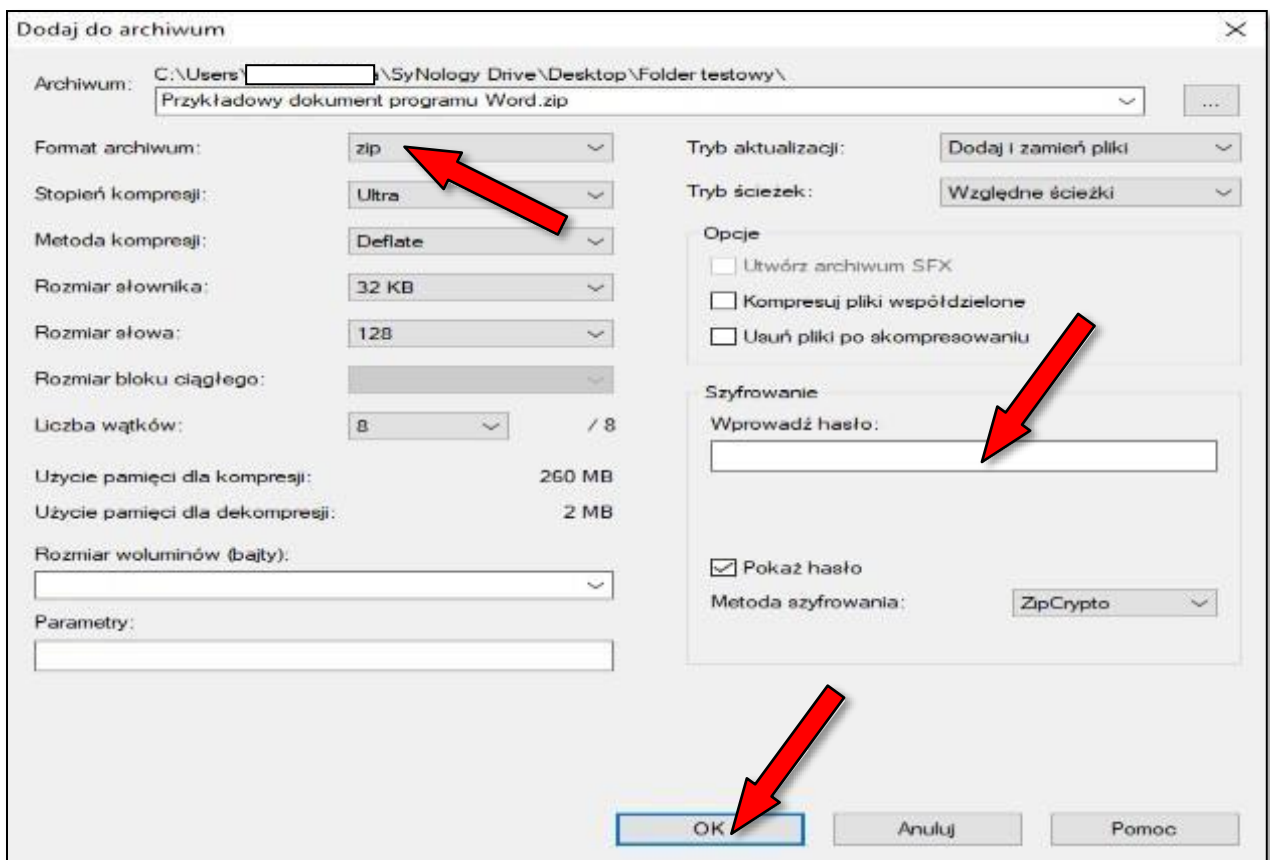 Dodaj do archiwum
Archiwum:
C:\Users\ a\SyNology Drive\Desktop\Folder testowy\
Przykładowy dokument programu Word.zip
...
Format archiwum:
zip
Stopień kompresji:
Ultra
Metoda kompresji:
Deflate
Rozmiar słownika:
32 KB
Rozmiar słowa:
128
Rozmiar bloku ciągłego:
Liczba wątków:
8
/ 8
Użycie pamięci dla kompresji:
260 MB
Użycie pamięci dla dekompresji:
2 MB
Rozmiar woluminów (bajty):
Parametry:
Tryb aktualizacji:
Dodaj i zamień pliki
Tryb ścieżek:
Względne ścieżki
Opcje
Utwórz archiwum SFX
Kompresuj pliki współdzielone
Usuń pliki po skompresowaniu
Szyfrowanie
Wprowadź hasło:
Pokaż hasło
Metoda szyfrowania:
ZipCrypto
OK
Anuluj
Pomoc